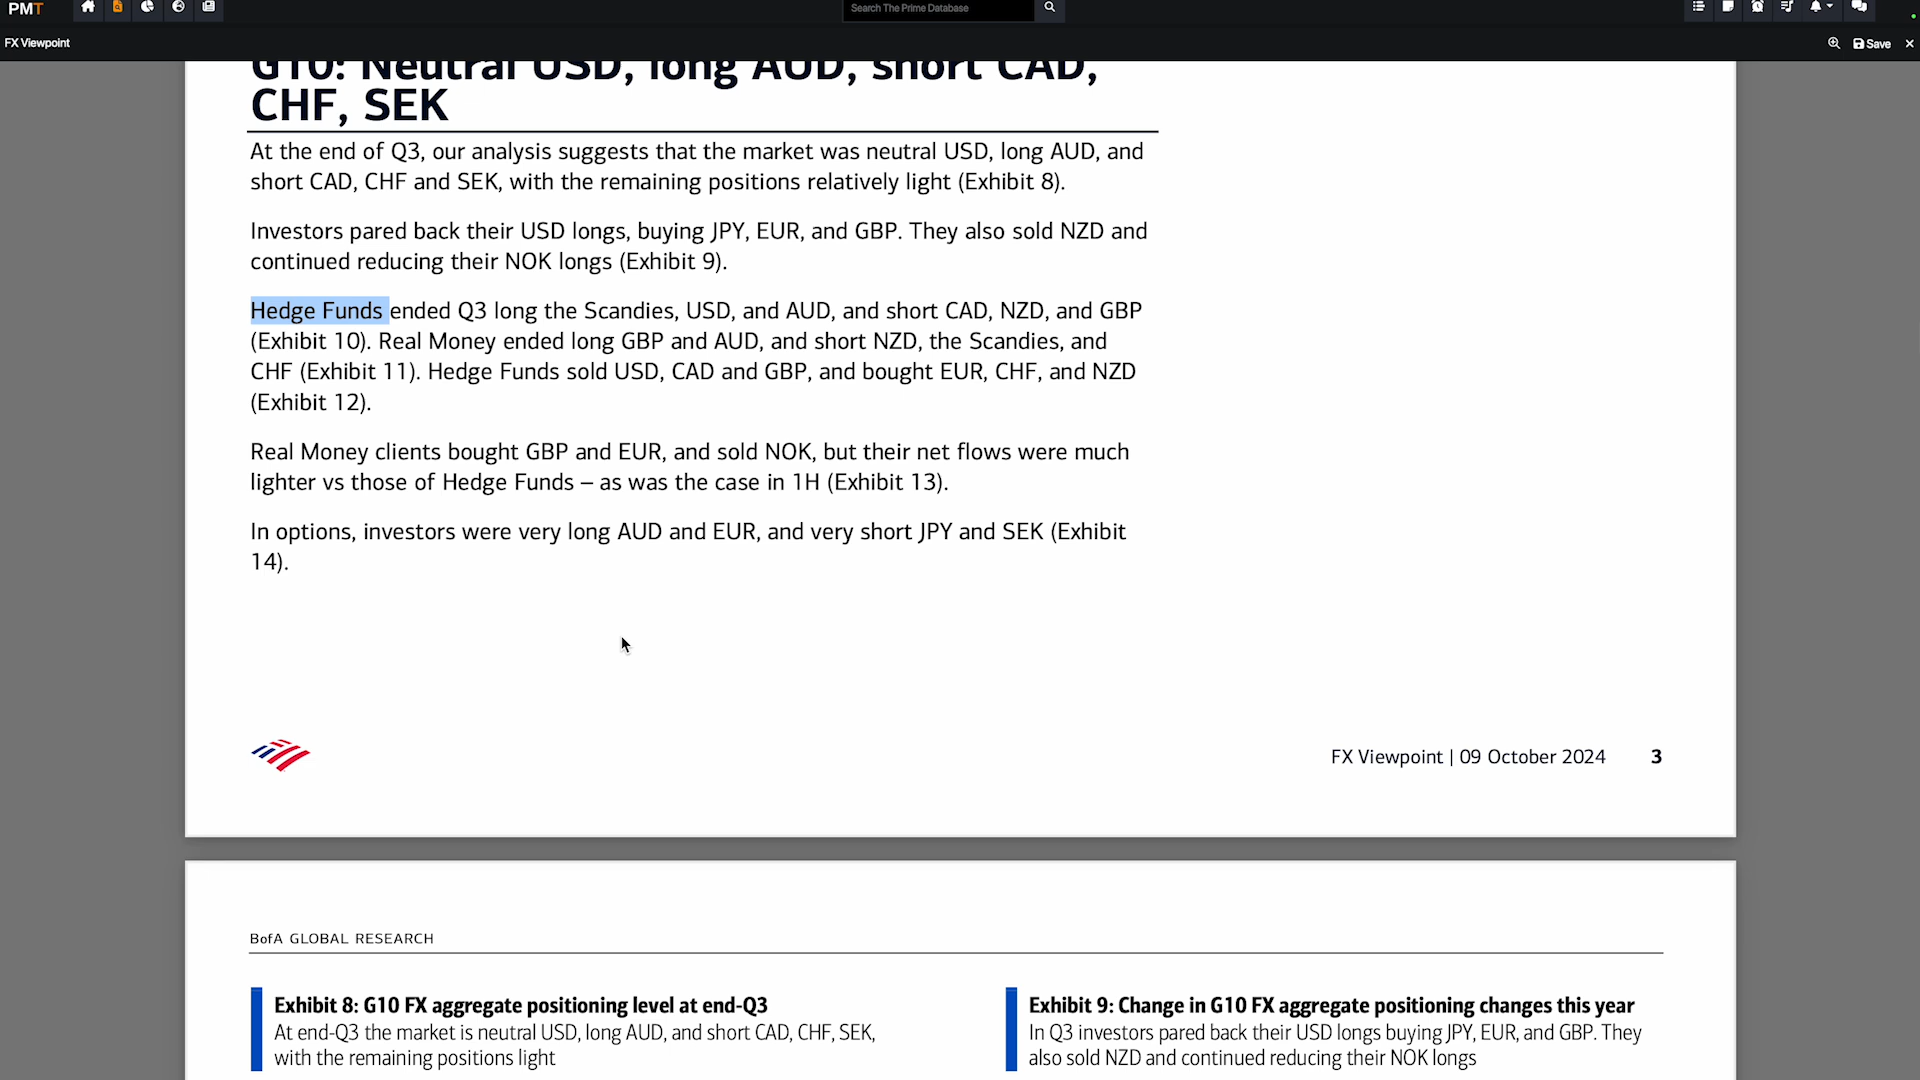 PMT
Search The Prime Database
FX Viewpoint
Save
G10: Neutral USD, long AUD, short CAD,
CHF, SEK
At the end of Q3, our analysis suggests that the market was neutral USD, long AUD, and
short CAD, CHF and SEK, with the remaining positions relatively light (Exhibit 8).
Investors pared back their USD longs, buying JPY, EUR, and GBP. They also sold NZD and
continued reducing their NOK longs (Exhibit 9).
Hedge Funds ended Q3 long the Scandies, USD, and AUD, and short CAD, NZD, and GBP
(Exhibit 10). Real Money ended long GBP and AUD, and short NZD, the Scandies, and
CHF (Exhibit 11). Hedge Funds sold USD, CAD and GBP, and bought EUR, CHF, and NZD
(Exhibit 12).
Real Money clients bought GBP and EUR, and sold NOK, but their net flows were much
lighter vs those of Hedge Funds – as was the case in 1H (Exhibit 13).
In options, investors were very long AUD and EUR, and very short JPY and SEK (Exhibit
14).
FX Viewpoint | 09 October 2024 3
BofA GLOBAL RESEARCH
Exhibit 8: G10 FX aggregate positioning level at end-Q3
At end-Q3 the market is neutral USD, long AUD, and short CAD, CHF, SEK,
with the remaining positions light
Exhibit 9: Change in G10 FX aggregate positioning changes this year
In Q3 investors pared back their USD longs buying JPY, EUR, and GBP. They
also sold NZD and continued reducing their NOK longs